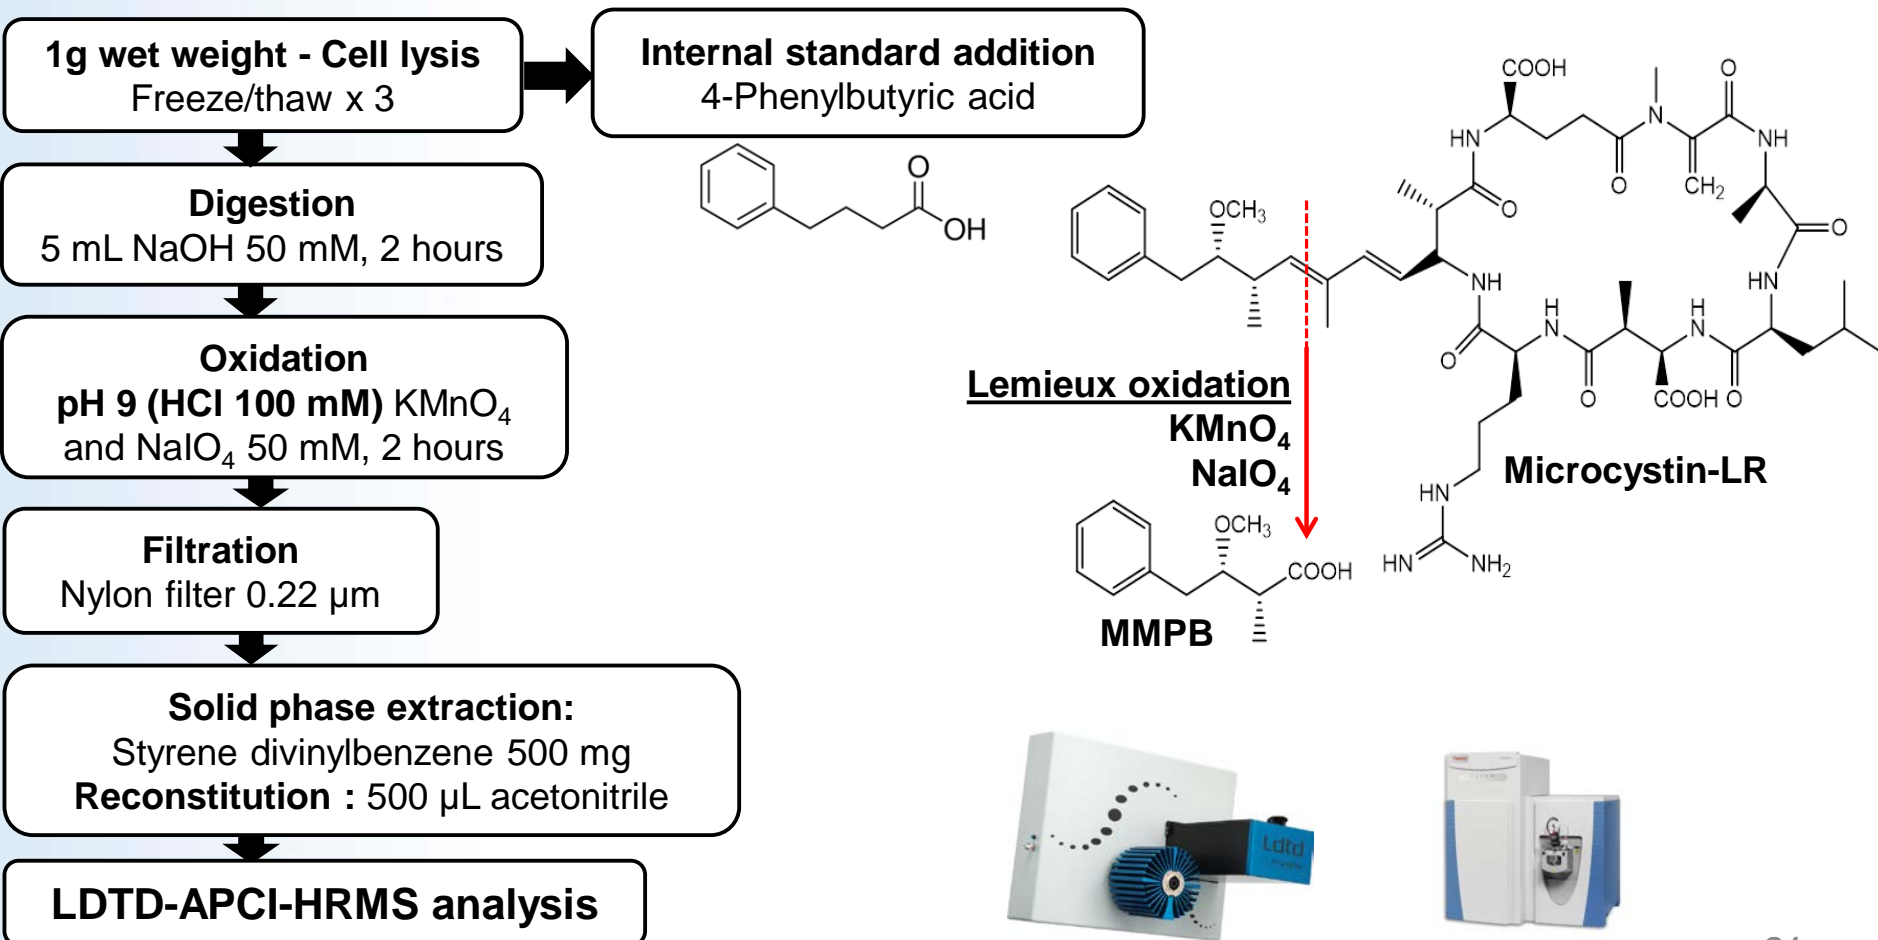 1g wet weight - Cell lysis
Freeze/thaw x 3
Internal standard addition
4-Phenylbutyric acid
Digestion
5 mL NaOH 50 mM, 2 hours
Oxidation
pH 9 (HCl 100 mM) KMnO₄
and NaIO₄ 50 mM, 2 hours
Filtration
Nylon filter 0.22 µm
Solid phase extraction:
Styrene divinylbenzene 500 mg
Reconstitution : 500 µL acetonitrile
LDTD-APCI-HRMS analysis
O
OH
COOH
O
N
HN
NH
O
CH₂
O
O
OCH₃
NH
HN
O
H
N
H
N
O
O
COOH
O
HN
HN
NH₂
Microcystin-LR
Lemieux oxidation
KMnO₄
NaIO₄
OCH₃
COOH
MMPB
Ldtd